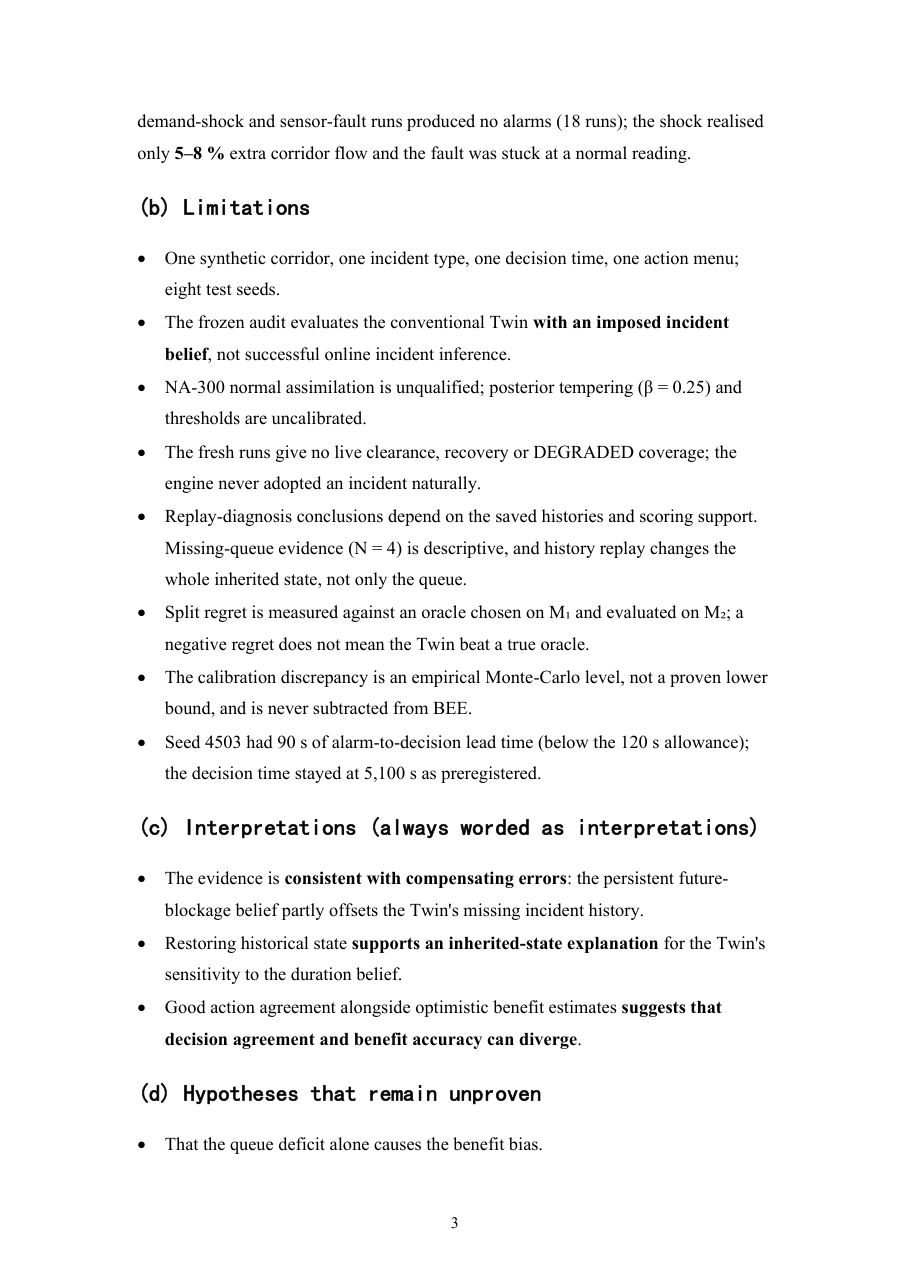 demand-shock and sensor-fault runs produced no alarms (18 runs); the shock realised
only 5–8 % extra corridor flow and the fault was stuck at a normal reading.
(b) Limitations
• One synthetic corridor, one incident type, one decision time, one action menu;
eight test seeds.
• The frozen audit evaluates the conventional Twin with an imposed incident
belief, not successful online incident inference.
• NA-300 normal assimilation is unqualified; posterior tempering (β = 0.25) and
thresholds are uncalibrated.
• The fresh runs give no live clearance, recovery or DEGRADED coverage; the
engine never adopted an incident naturally.
• Replay-diagnosis conclusions depend on the saved histories and scoring support.
Missing-queue evidence (N = 4) is descriptive, and history replay changes the
whole inherited state, not only the queue.
• Split regret is measured against an oracle chosen on M₁ and evaluated on M₂; a
negative regret does not mean the Twin beat a true oracle.
• The calibration discrepancy is an empirical Monte-Carlo level, not a proven lower
bound, and is never subtracted from BEE.
• Seed 4503 had 90 s of alarm-to-decision lead time (below the 120 s allowance);
the decision time stayed at 5,100 s as preregistered.
(c) Interpretations (always worded as interpretations)
• The evidence is consistent with compensating errors: the persistent future-
blockage belief partly offsets the Twin's missing incident history.
• Restoring historical state supports an inherited-state explanation for the Twin's
sensitivity to the duration belief.
• Good action agreement alongside optimistic benefit estimates suggests that
decision agreement and benefit accuracy can diverge.
(d) Hypotheses that remain unproven
• That the queue deficit alone causes the benefit bias.
3